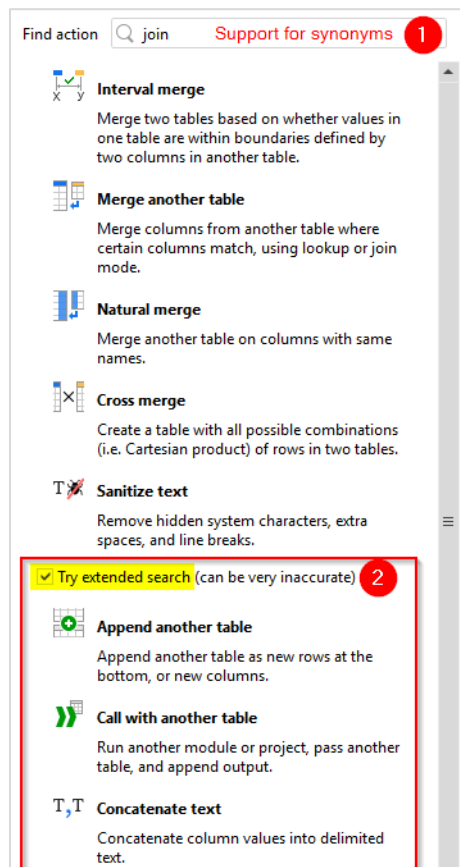 Find action join Support for synonyms 1
x y Interval merge
Merge two tables based on whether values in
one table are within boundaries defined by
two columns in another table.
Merge another table
Merge columns from another table where
certain columns match, using lookup or join
mode.
Natural merge
Merge another table on columns with same
names.
Cross merge
Create a table with all possible combinations
(i.e. Cartesian product) of rows in two tables.
T Sanitize text
Remove hidden system characters, extra
spaces, and line breaks.
Try extended search (can be very inaccurate) 2
Append another table
Append another table as new rows at the
bottom, or new columns.
Call with another table
Run another module or project, pass another
table, and append output.
T,T Concatenate text
Concatenate column values into delimited
text.